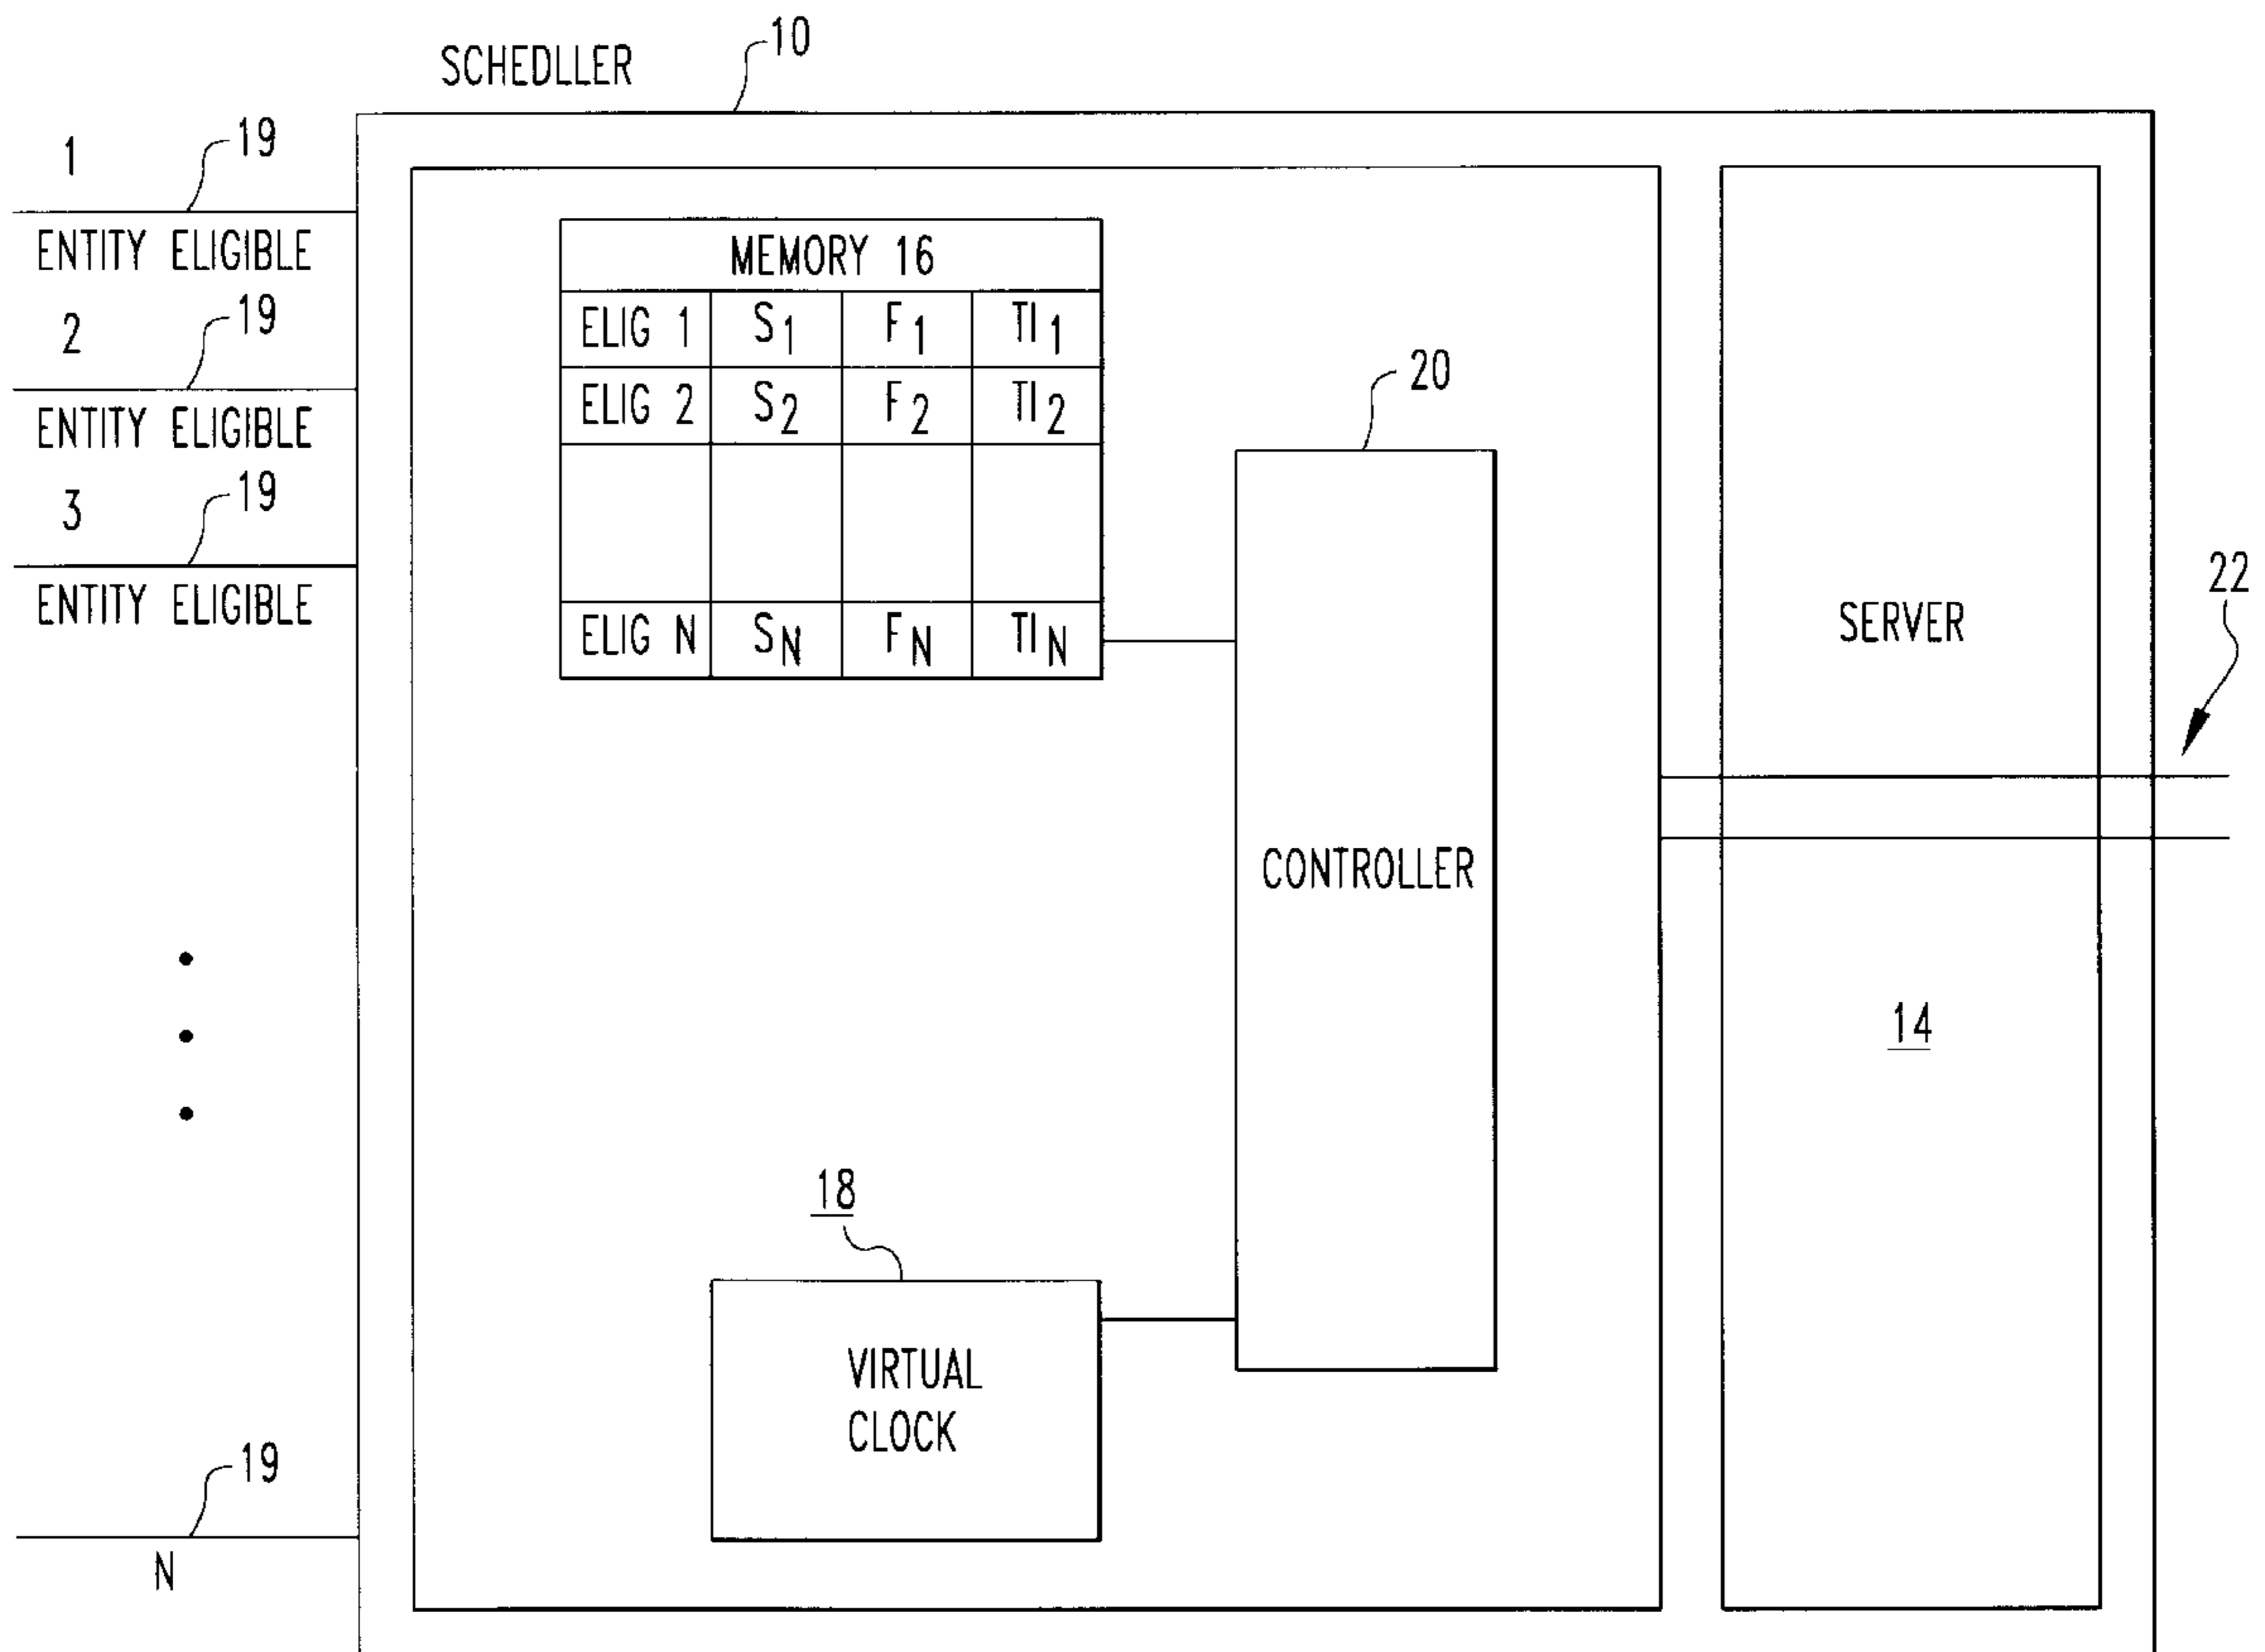 SCHEDLLER
10
1
19
ENTITY ELIGIBLE
2
19
ENTITY ELIGIBLE
3
19
ENTITY ELIGIBLE
N
19
MEMORY 16
ELIG 1 S1 F1 TI1
ELIG 2 S2 F2 TI2
ELIG N SN FN TIN
20
CONTROLLER
18
VIRTUAL
CLOCK
SERVER
14
22